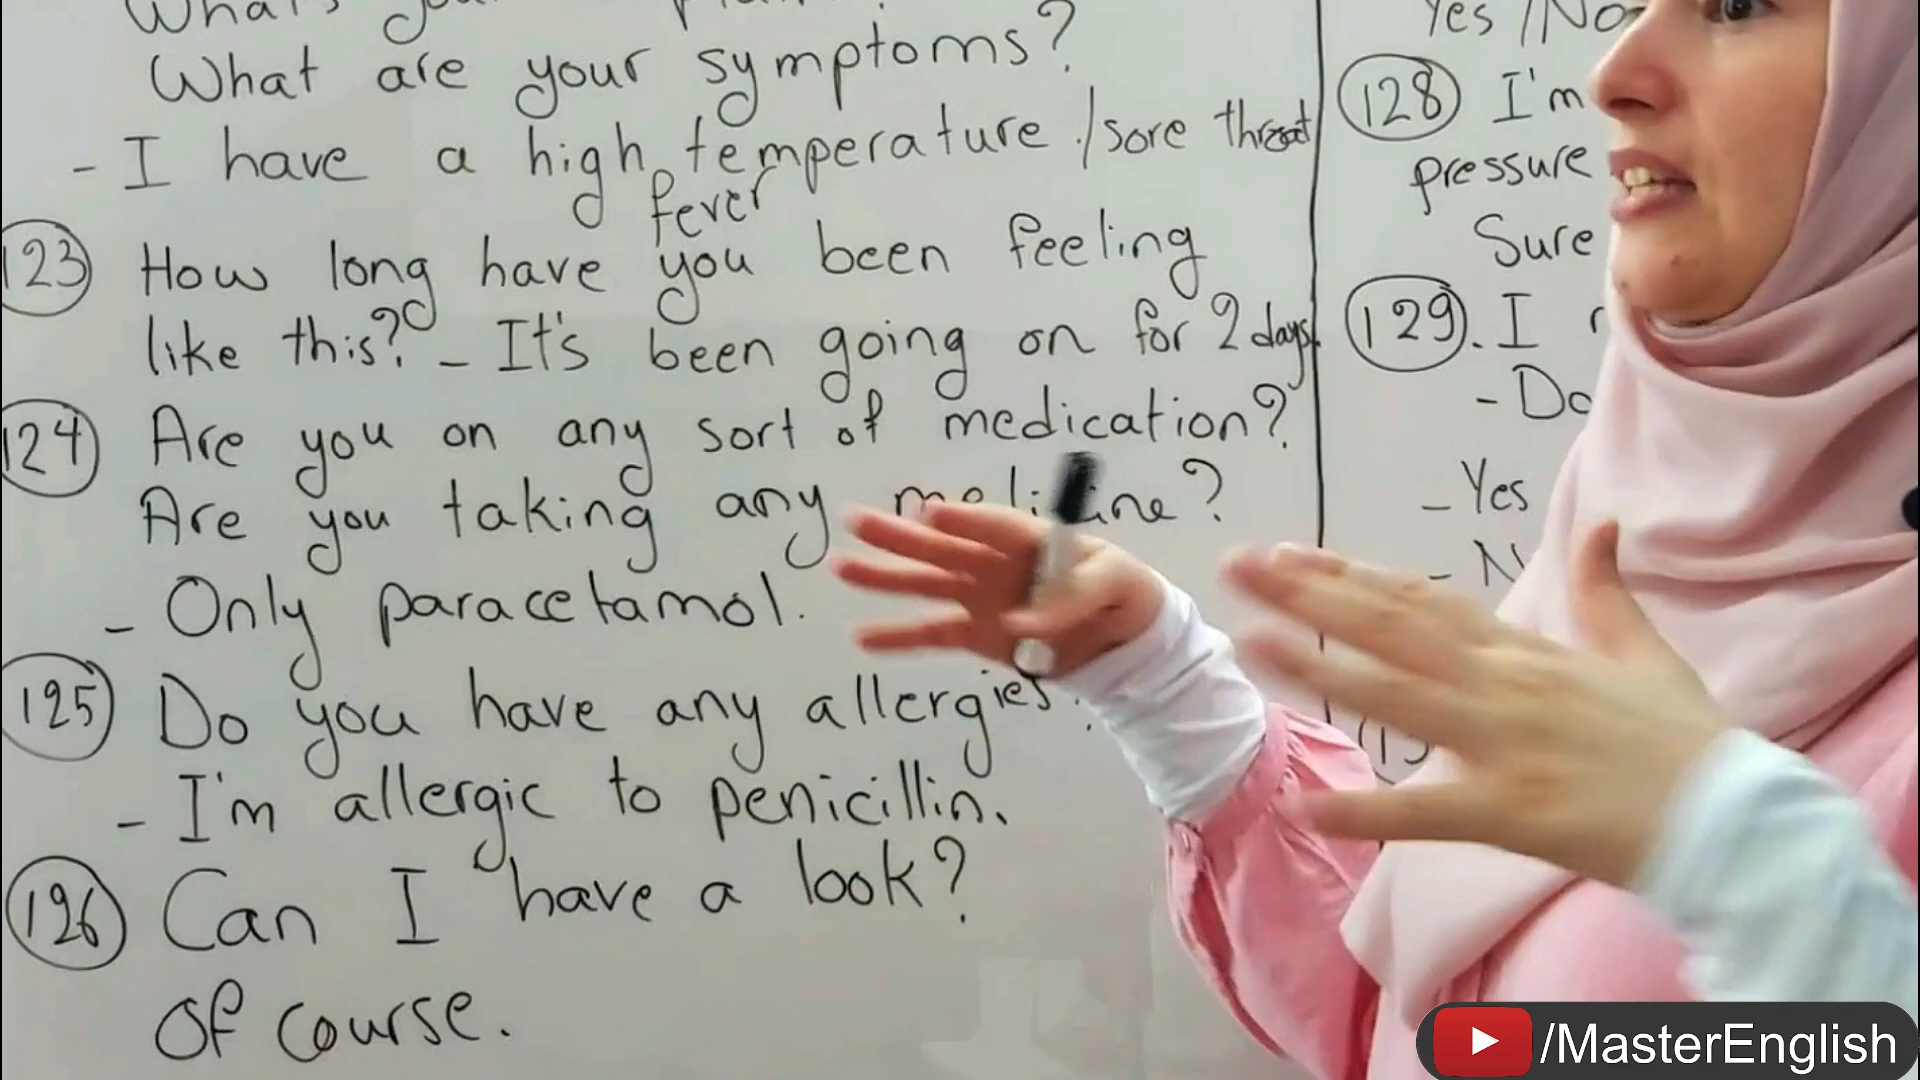 What are your symptoms?
- I have a high temperature / sore throat
fever
123 How long have you been feeling
like this? - It's been going on for 2 days.
124 Are you on any sort of medication?
Are you taking any medicine?
- Only paracetamol.
125 Do you have any allergies?
- I'm allergic to penicillin.
126 Can I have a look?
Of course.
Yes / No
128 I'm
pressure
Sure
129. I
- Do
- Yes
/MasterEnglish